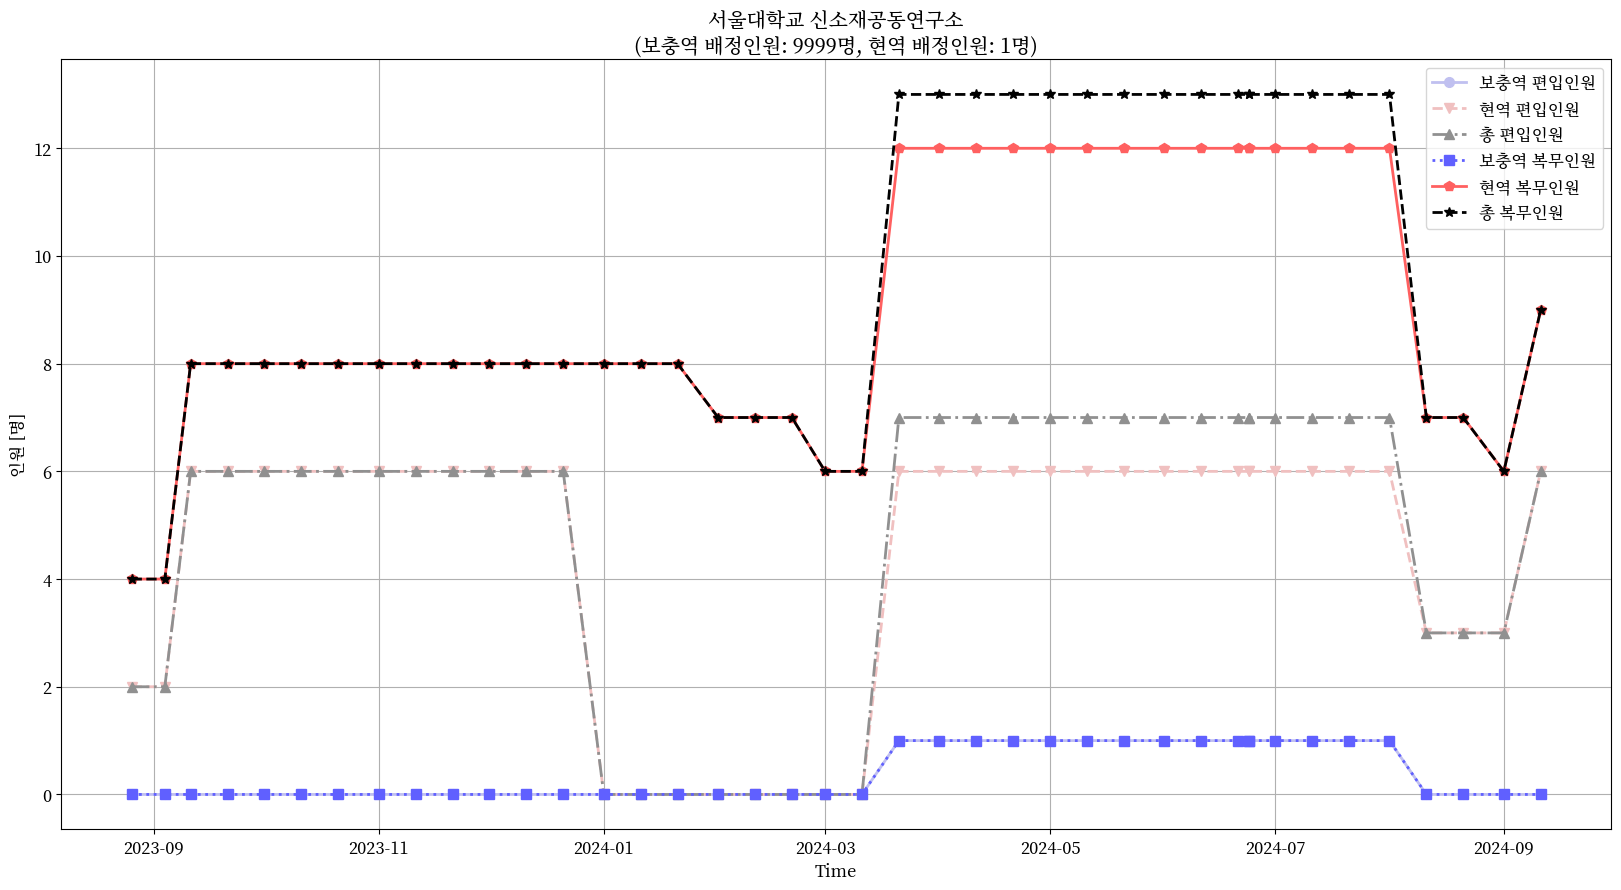 서울대학교 신소재공동연구소
(보충역 배정인원: 9999명, 현역 배정인원: 1명)
보충역 편입인원
현역 편입인원
총 편입인원
보충역 복무인원
현역 복무인원
총 복무인원
인원 [명]
12
10
8
6
4
2
0
2023-09
2023-11
2024-01
2024-03
2024-05
2024-07
2024-09
Time